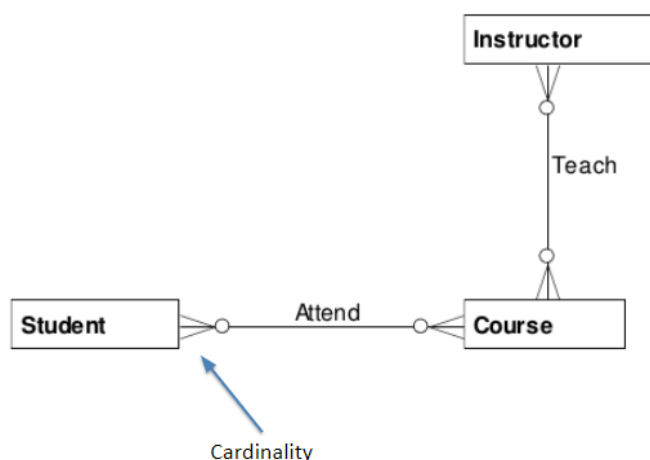 Instructor
Teach
Student
Attend
Course
Cardinality